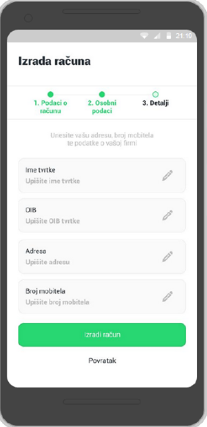 21:10
Izrada računa
1. Podaci o
računa
2. Osobni
podaci
3. Detalji
Unesite vašu adresu, broj mobitela
te podatke o vašoj firmi
Ime tvrtke
Upišite ime tvrtke
OIB
Upišite OIB tvrtke
Adresa
Upišite adresu
Broj mobitela
Upišite broj mobitela
Izradi račun
Povratak